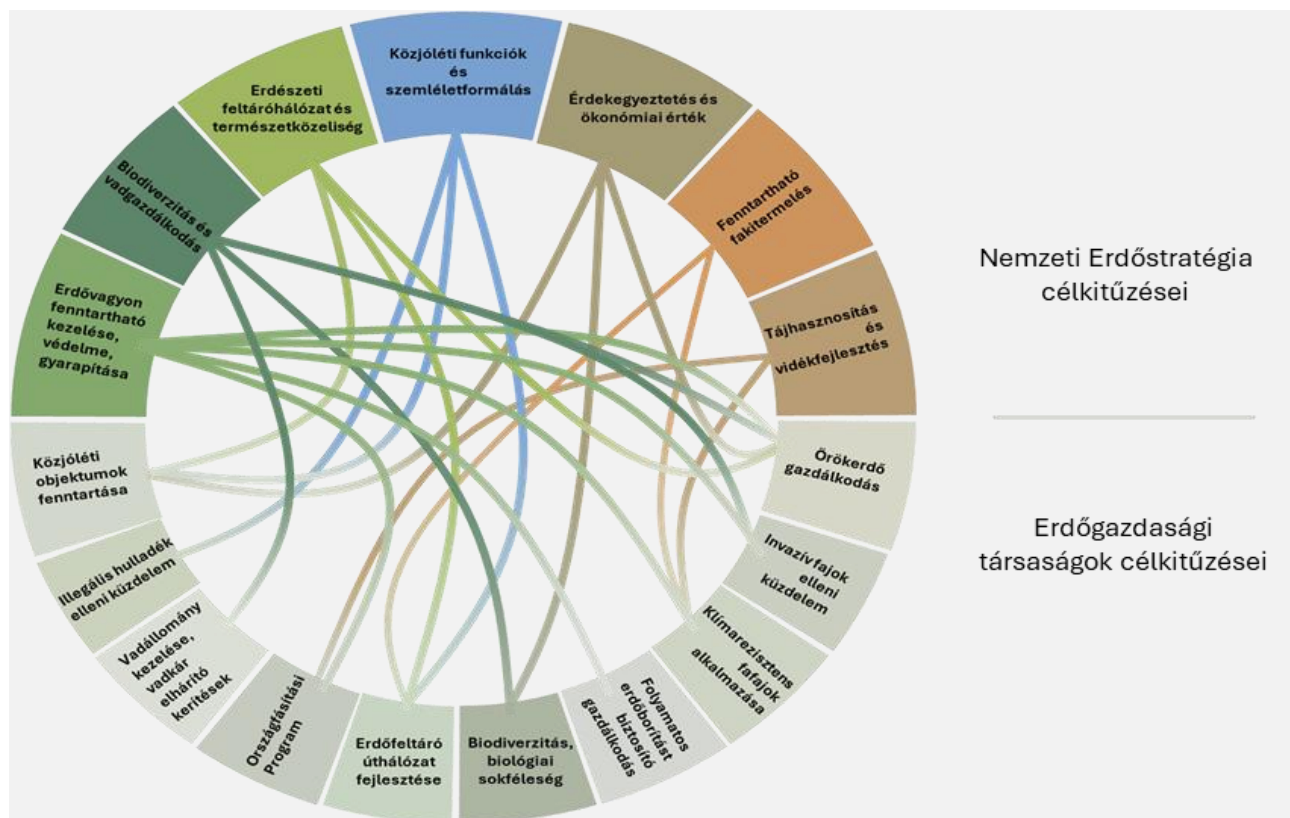 Közjóléti funkciók
és
szemléletformálás
Érdekegyeztetés és
ökonómiai érték
Fenntartható
fakitermelés
Tájhasznosítás
és
vidékfejlesztés
Örökerdő
gazdálkodás
Invazív fajok
elleni
küzdelem
Klímarezisztens
fafajok
alkalmazása
Folyamatos
erdőborítást
biztosító
gazdálkodás
Biodiverzitás,
biológiai
sokféleség
Erdőfeltáró
úthálózat
fejlesztése
Országfásítási
Program
Vadállomány
kezelése,
vadkár
elhárító
kerítések
Illegális hulladék
elleni küzdelem
Közjóléti
objektumok
fenntartása
Erdővagyon
fenntartható
kezelése,
védelme,
gyarapítása
Biodiverzitás és
vadgazdálkodás
Erdészeti
feltáróhálózat és
természetközeliség
Nemzeti Erdőstratégia
célkitűzései
Erdőgazdasági
társaságok célkitűzései